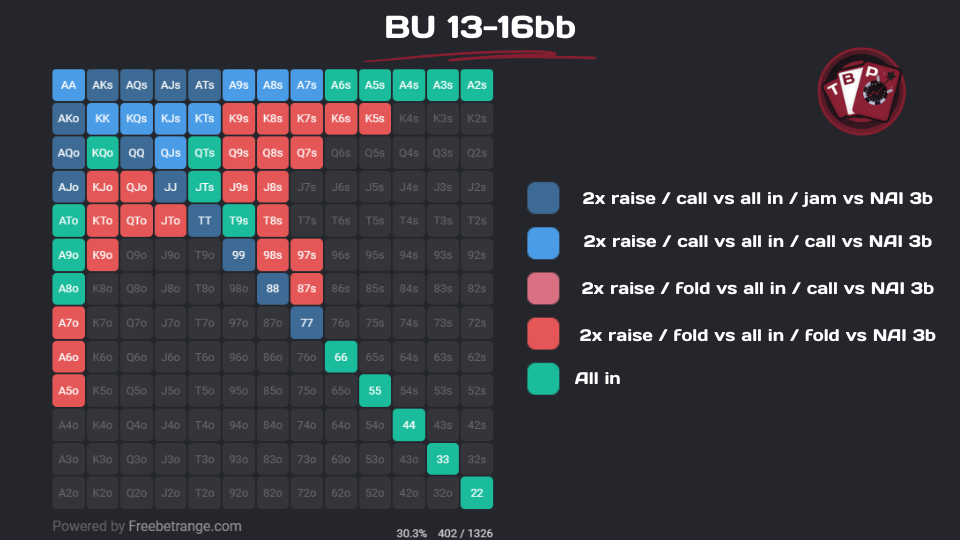 BU 13-16bb
AA AKs AQs AJs ATs A9s A8s A7s A6s A5s A4s A3s A2s
AKo KK KQs KJs KTs K9s K8s K7s K6s K5s K4s K3s K2s
AQo KQo QQ QJs QTs Q9s Q8s Q7s Q6s Q5s Q4s Q3s Q2s
AJo KJo QJo JJ JTs J9s J8s J7s J6s J5s J4s J3s J2s
ATo KTo QTo JTo TT T9s T8s T7s T6s T5s T4s T3s T2s
A9o K9o Q9o J9o T9o 99 98s 97s 96s 95s 94s 93s 92s
A8o K8o Q8o J8o T8o 98o 88 87s 86s 85s 84s 83s 82s
A7o K7o Q7o J7o T7o 97o 87o 77 76s 75s 74s 73s 72s
A6o K6o Q6o J6o T6o 96o 86o 76o 66 65s 64s 63s 62s
A5o K5o Q5o J5o T5o 95o 85o 75o 65o 55 54s 53s 52s
A4o K4o Q4o J4o T4o 94o 84o 74o 64o 54o 44 43s 42s
A3o K3o Q3o J3o T3o 93o 83o 73o 63o 53o 43o 33 32s
A2o K2o Q2o J2o T2o 92o 82o 72o 62o 52o 42o 32o 22
Powered by Freebetrange.com
30.3% 402 / 1326
T B P
2x raise / call vs all in / jam vs NAI 3b
2x raise / call vs all in / call vs NAI 3b
2x raise / fold vs all in / call vs NAI 3b
2x raise / fold vs all in / fold vs NAI 3b
All in